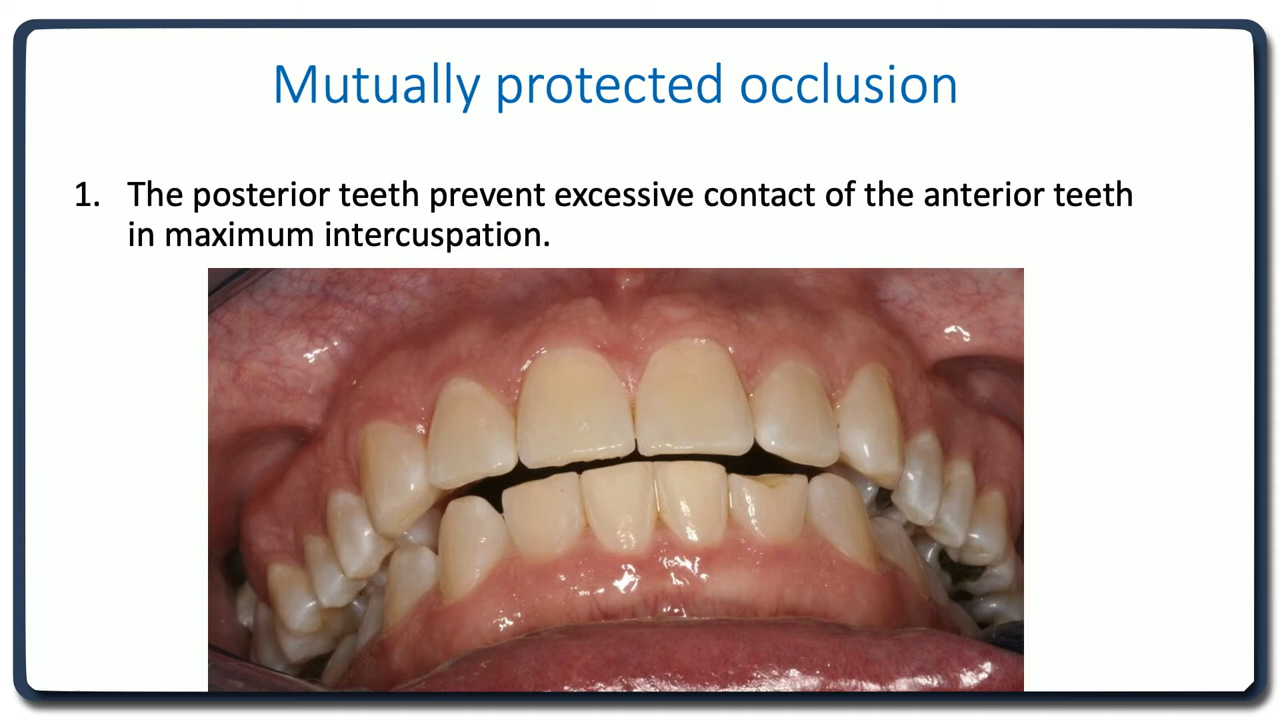 Mutually protected occlusion
1. The posterior teeth prevent excessive contact of the anterior teeth
in maximum intercuspation.